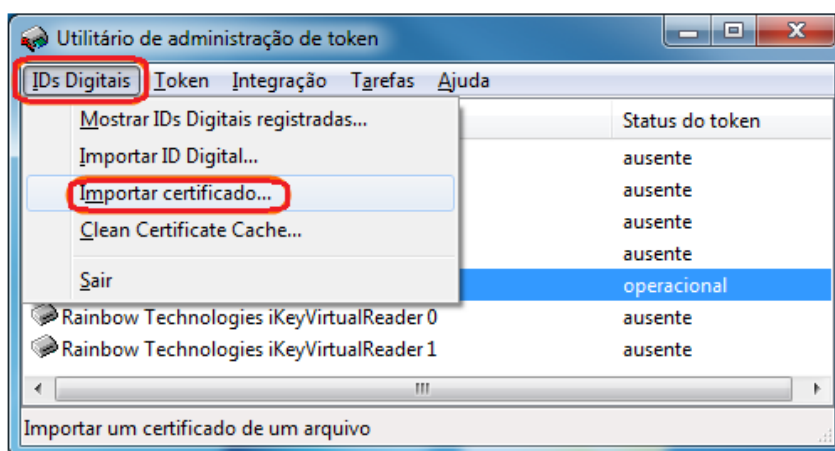 Utilitário de administração de token
IDs Digitais Token Integração Tarefas Ajuda
Mostrar IDs Digitais registradas...
Importar ID Digital...
Importar certificado...
Clean Certificate Cache...
Sair
Status do token
ausente
ausente
ausente
ausente
operacional
Rainbow Technologies iKeyVirtualReader 0 ausente
Rainbow Technologies iKeyVirtualReader 1 ausente
Importar um certificado de um arquivo